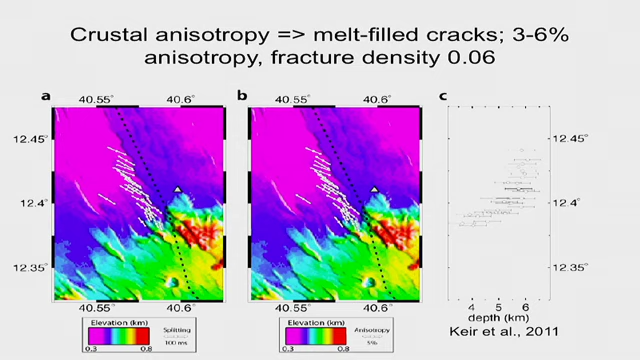 Crustal anisotropy => melt-filled cracks; 3-6%
anisotropy, fracture density 0.06
a
40.55°
40.6°
b
40.55°
40.6°
c
12.45°
12.4°
12.35°
12.45°
12.4°
12.35°
40.55°
40.6°
40.55°
40.6°
4 5 6
depth (km)
Elevation (km)
0.3
0.8
Splitting
100 ms
Elevation (km)
0.3
0.8
Anisotropy
5%
Keir et al., 2011